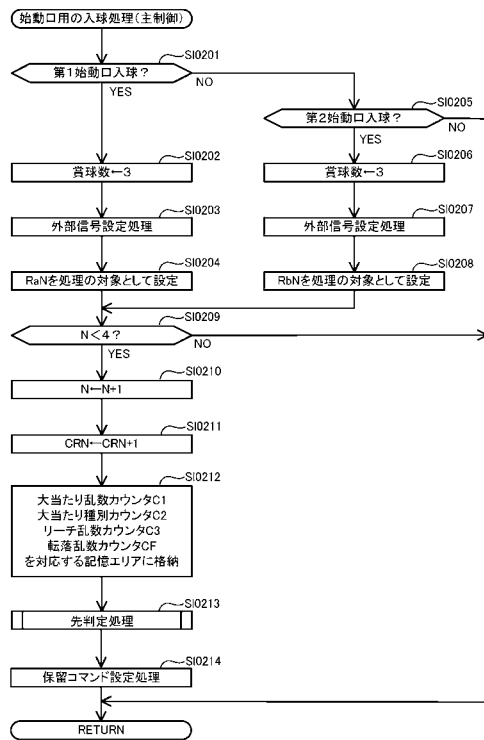 始動口用の入球処理(主制御)
SI0201
第1始動口入球?
NO
YES
SI0205
第2始動口入球?
NO
YES
SI0202
賞球数←3
SI0206
賞球数←3
SI0203
外部信号設定処理
SI0207
外部信号設定処理
SI0204
RaNを処理の対象として設定
SI0208
RbNを処理の対象として設定
SI0209
N<4?
NO
YES
SI0210
N←N+1
SI0211
CRN←CRN+1
SI0212
大当たり乱数カウンタC1
大当たり種別カウンタC2
リーチ乱数カウンタC3
転落乱数カウンタCF
を対応する記憶エリアに格納
SI0213
先判定処理
SI0214
保留コマンド設定処理
RETURN